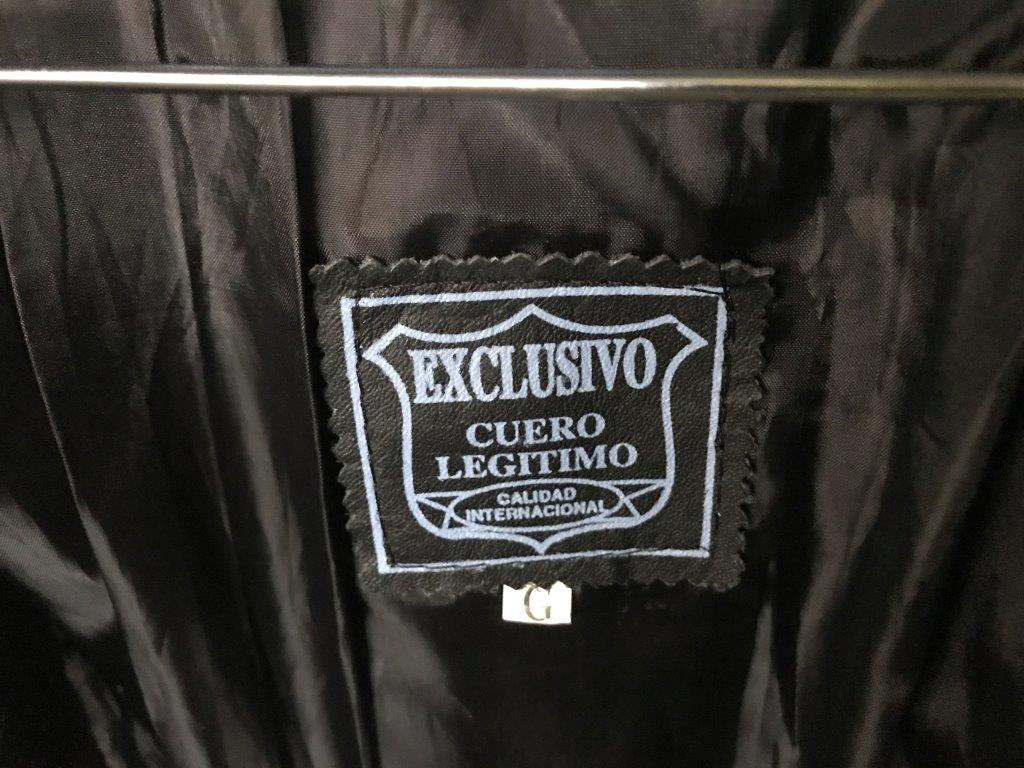 EXCLUSIVO
CUERO
LEGITIMO
CALIDAD
INTERNACIONAL
G